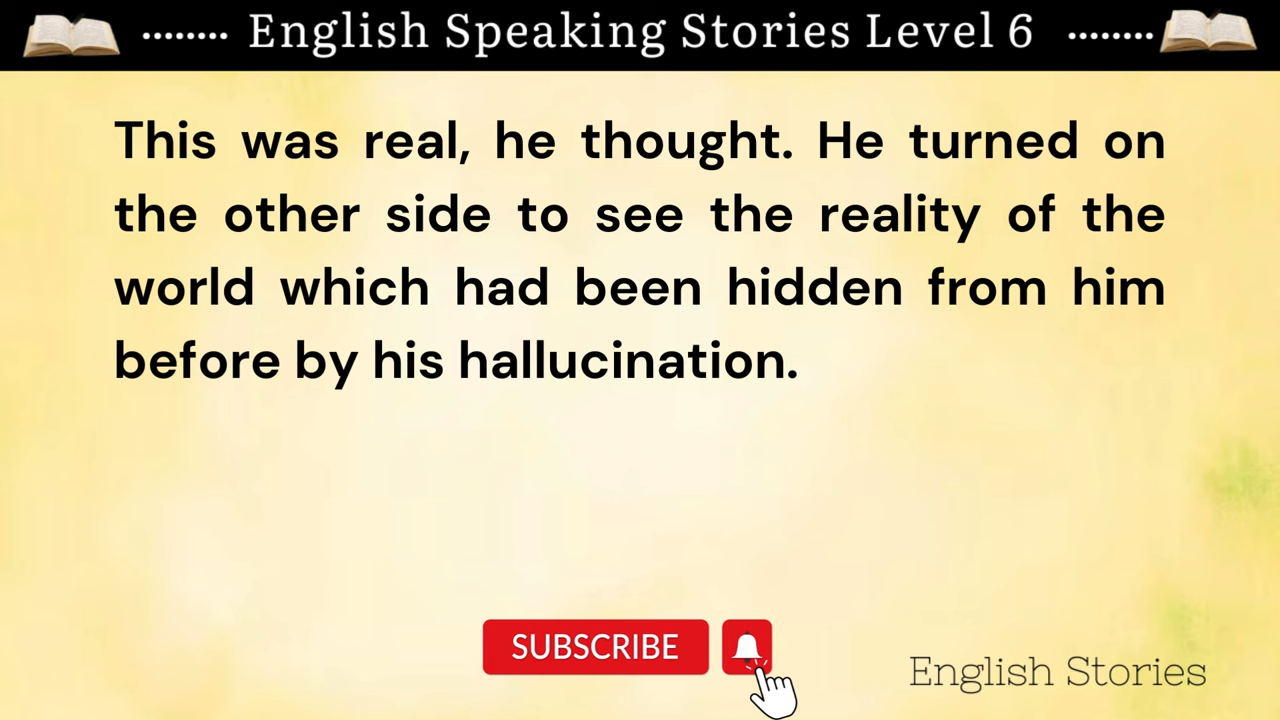 English Speaking Stories Level 6
This was real, he thought. He turned on
the other side to see the reality of the
world which had been hidden from him
before by his hallucination.
SUBSCRIBE
English Stories